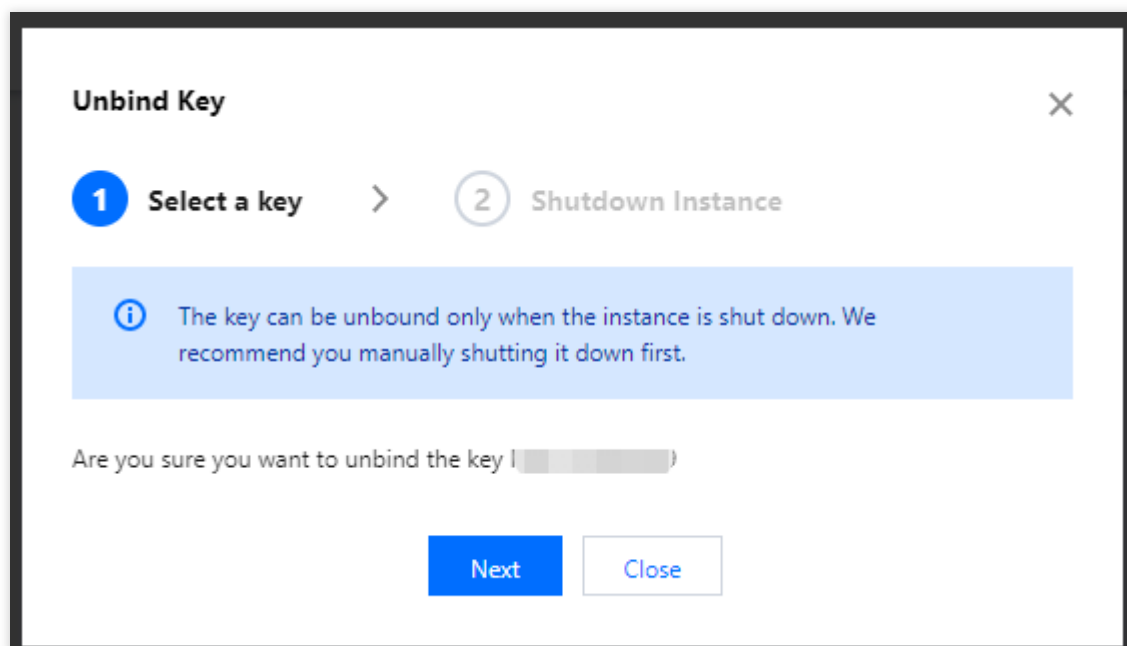 Unbind Key
1 Select a key > 2 Shutdown Instance
The key can be unbound only when the instance is shut down. We
recommend you manually shutting it down first.
Are you sure you want to unbind the key
Next Close